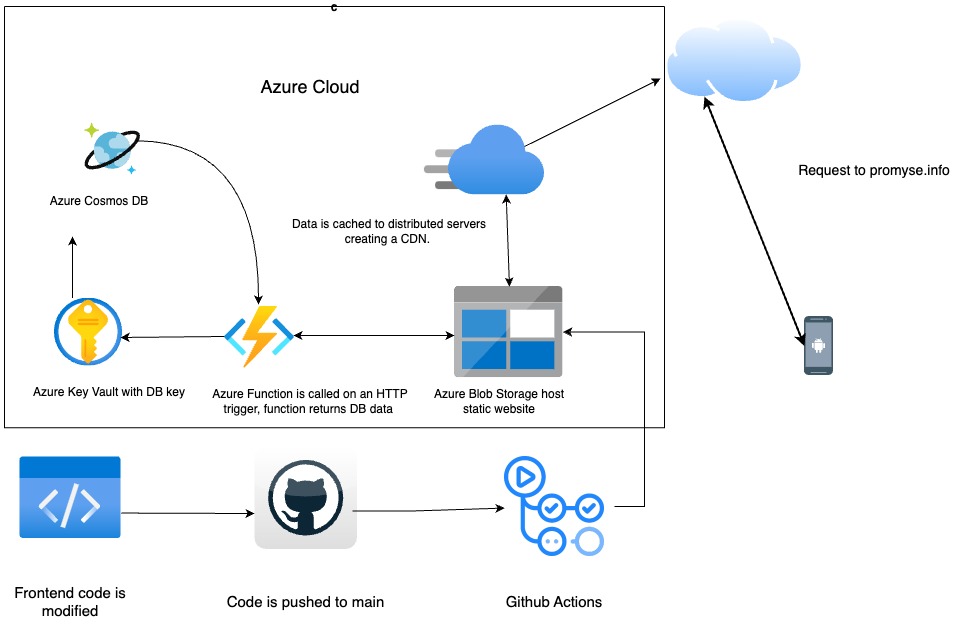 c
Azure Cloud
Request to promyse.info
Azure Cosmos DB
Data is cached to distributed servers
creating a CDN.
Azure Key Vault with DB key
Azure Function is called on an HTTP
trigger, function returns DB data
Azure Blob Storage host
static website
Frontend code is
modified
Code is pushed to main
Github Actions